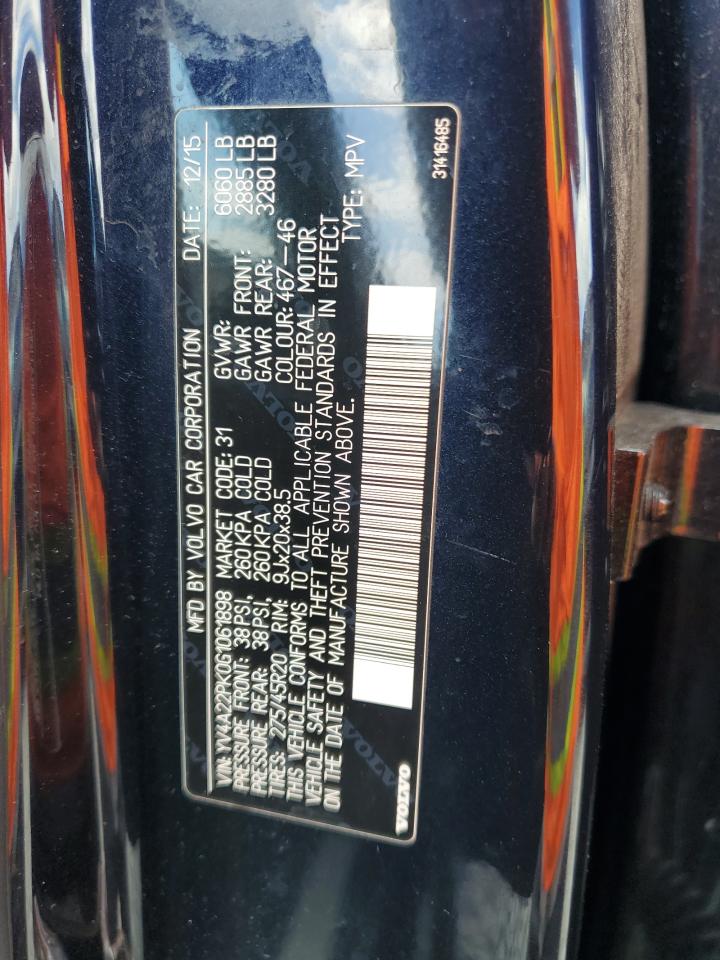 MFD BY VOLVO CAR CORPORATION DATE: 12/15
VIN: YV4A22PK0G1061898 MARKET CODE: 31 GVWR: 6060 LB
PRESSURE FRONT: 38PSI, 260KPA COLD GAWR FRONT: 2885 LB
PRESSURE REAR: 38PSI, 260KPA COLD GAWR REAR: 3280 LB
TIRES: 275/45R20 RIM: 9Jx20x38.5 COLOUR: 467-46
THIS VEHICLE CONFORMS TO ALL APPLICABLE FEDERAL MOTOR
VEHICLE SAFETY AND THEFT PREVENTION STANDARDS IN EFFECT
ON THE DATE OF MANUFACTURE SHOWN ABOVE. TYPE: MPV
VOLVO 31416485